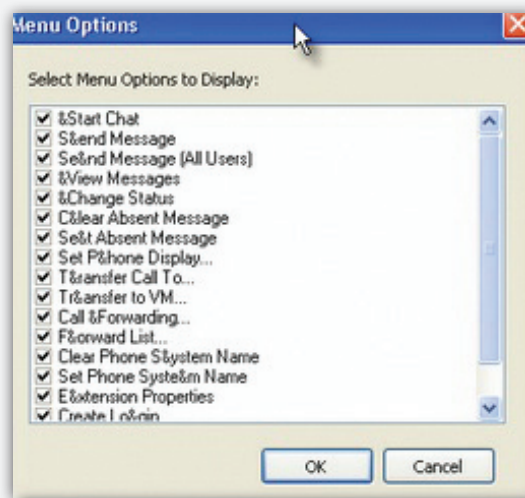 Menu Options
Select Menu Options to Display:
&Start Chat
S&end Message
Se&nd Message (All Users)
&View Messages
&Change Status
C&lear Absent Message
Se&t Absent Message
Set P&hone Display...
T&ransfer Call To...
Tr&ansfer to VM...
Call &Forwarding...
F&orward List...
Clear Phone S&ystem Name
Set Phone Syste&m Name
E&xtension Properties
Create Lo&gin
OK
Cancel